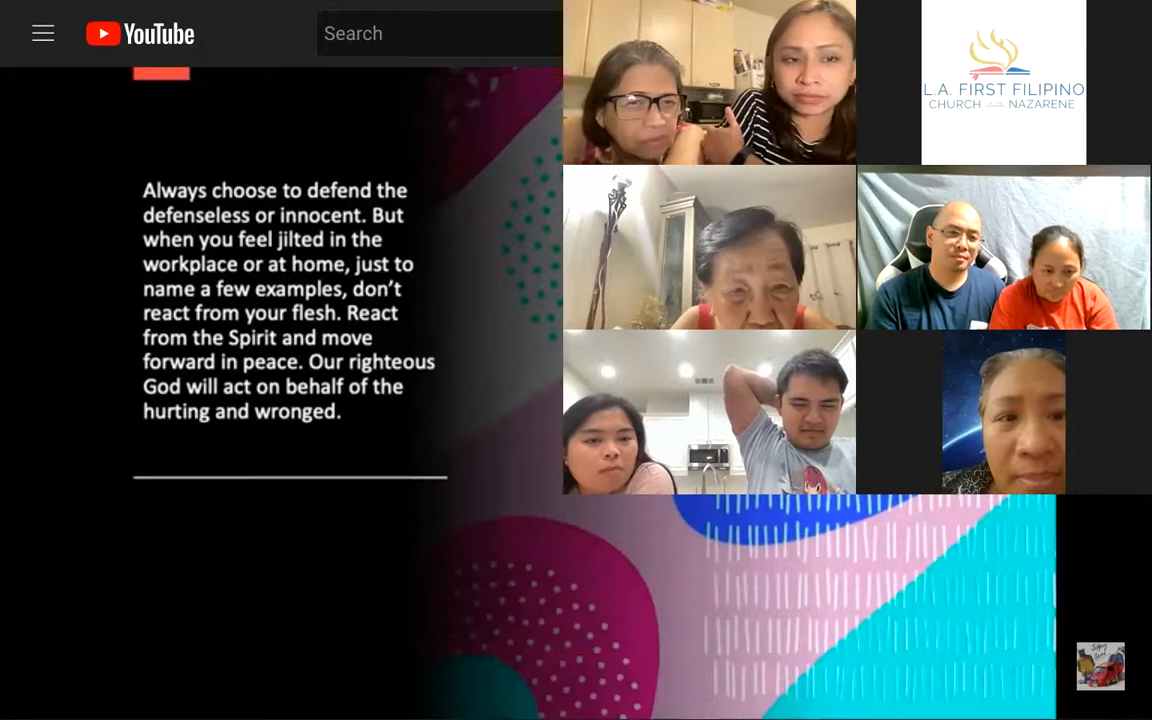 YouTube
Search
L.A. FIRST FILIPINO
CHURCH IN THE NAZARENE
Always choose to defend the
defenseless or innocent. But
when you feel jilted in the
workplace or at home, just to
name a few examples, don’t
react from your flesh. React
from the Spirit and move
forward in peace. Our righteous
God will act on behalf of the
hurting and wronged.